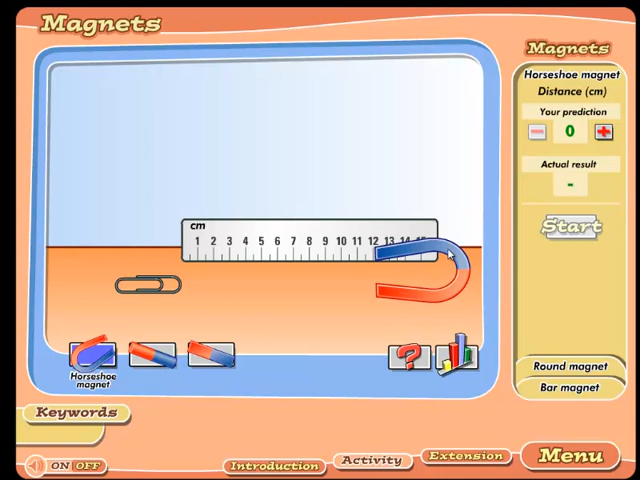 Magnets
Magnets
Horseshoe magnet
Distance (cm)
Your prediction
0
Actual result
-
Start
cm
1 2 3 4 5 6 7 8 9 10 11 12 13 14
Horseshoe
magnet
Round magnet
Bar magnet
Keywords
ON OFF
Introduction
Activity
Extension
Menu